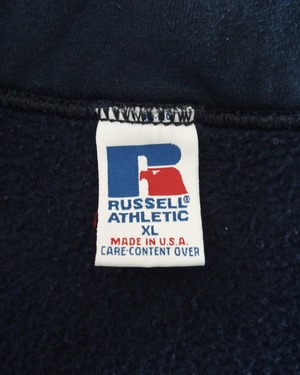 R
RUSSELL®
ATHLETIC
XL
MADE IN U.S.A.
CARE-CONTENT OVER